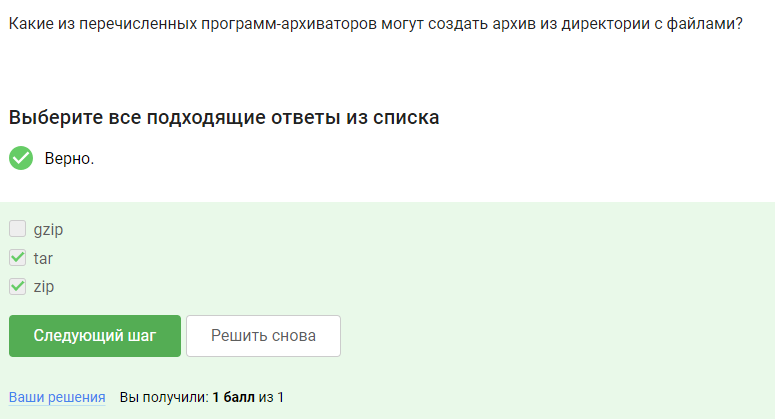 Какие из перечисленных программ-архиваторов могут создать архив из директории с файлами?
Выберите все подходящие ответы из списка
Верно.
gzip
tar
zip
Следующий шаг
Решить снова
Ваши решения Вы получили: 1 балл из 1